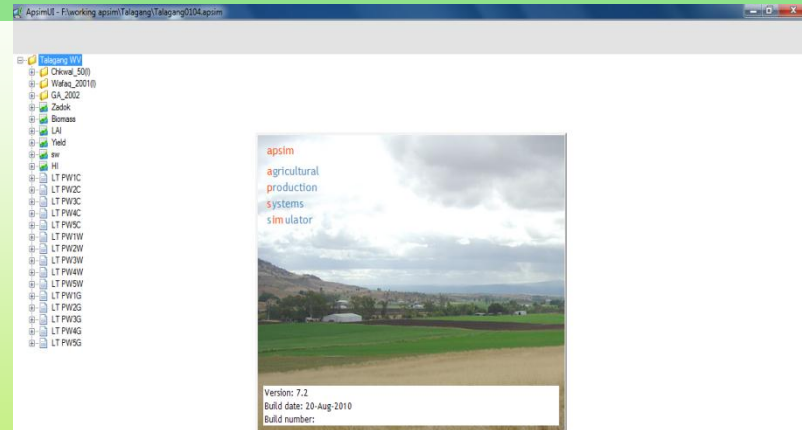 ApsimUI - F:\working apsim\Talagang\Talagang0104.apsim
Talagang WV
Chkwal_50(I)
Wafaq_2001(I)
GA_2002
Zadok
Biomass
LAI
Yield
sw
HI
LT PW1C
LT PW2C
LT PW3C
LT PW4C
LT PW5C
LT PW1W
LT PW2W
LT PW3W
LT PW4W
LT PW5W
LT PW1G
LT PW2G
LT PW3G
LT PW4G
LT PW5G
apsim
agricultural
production
systems
simulator
Version: 7.2
Build date: 20-Aug-2010
Build number: